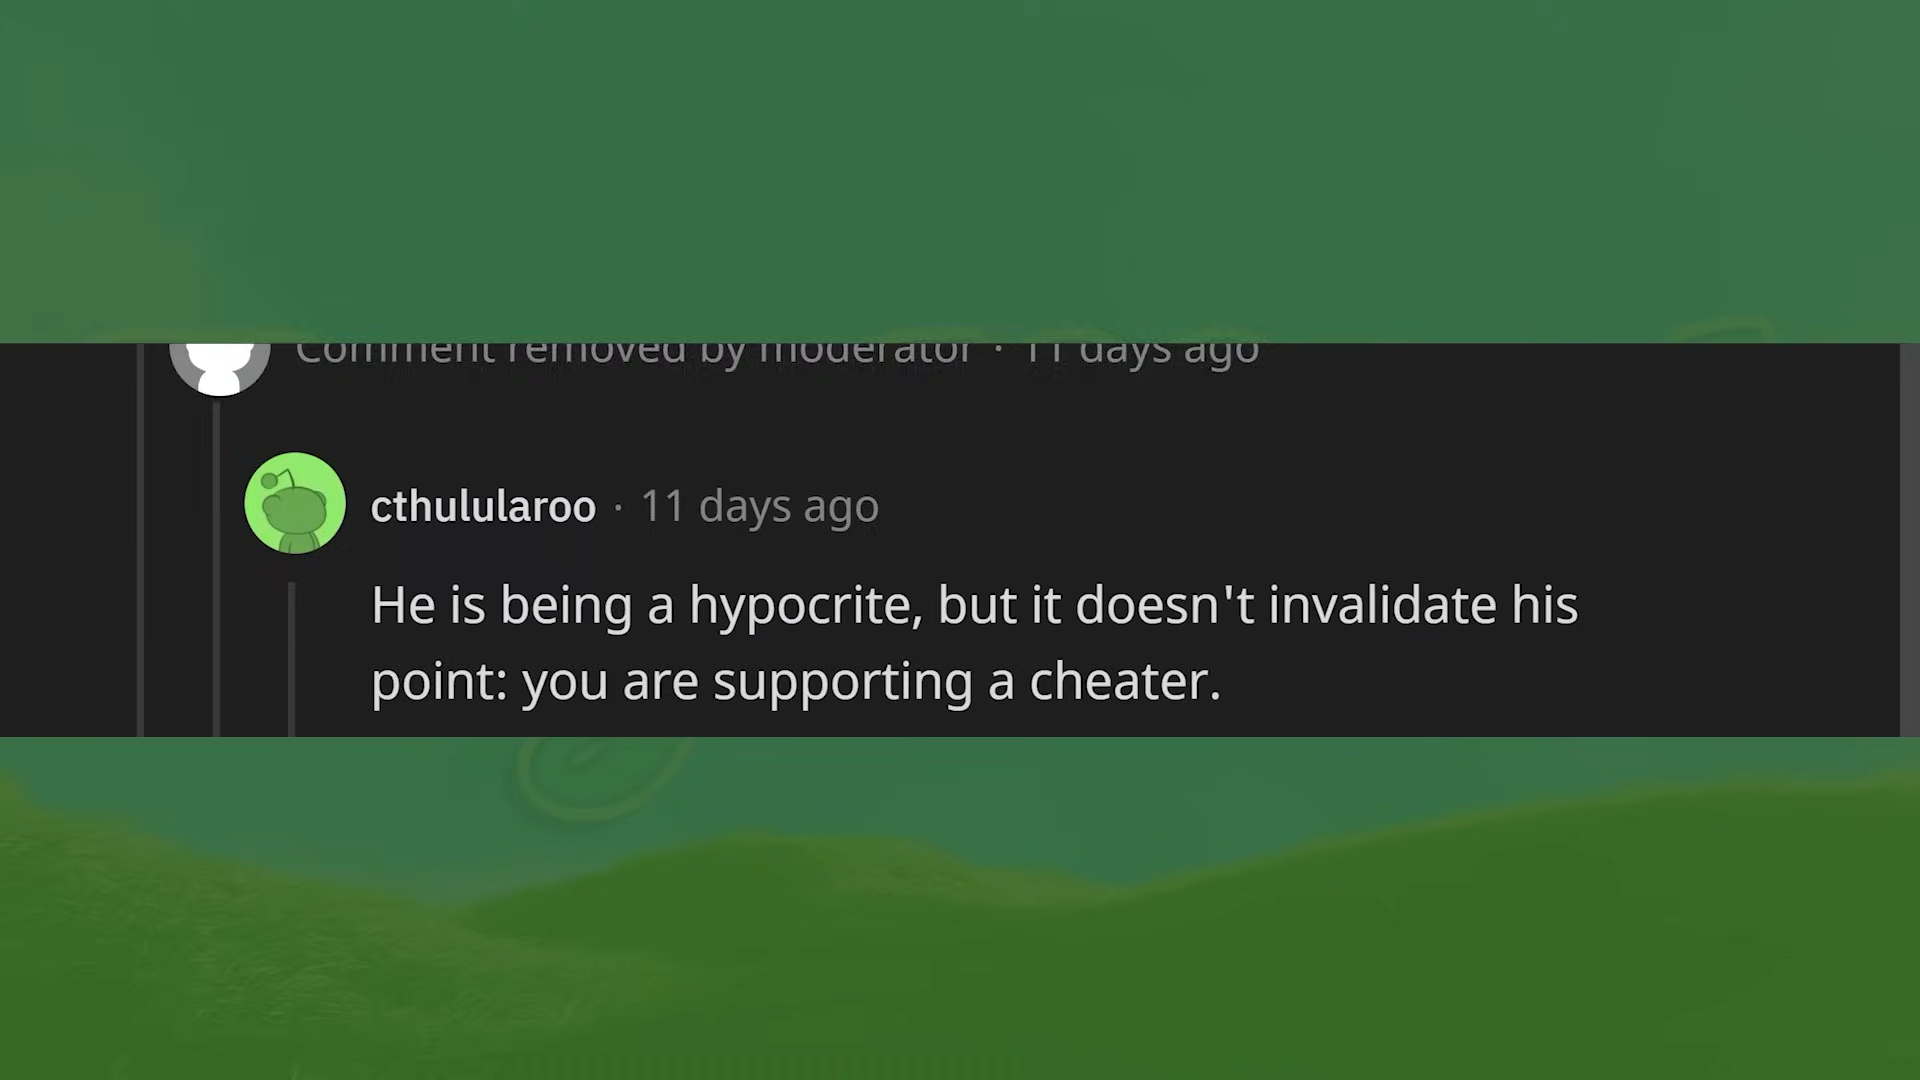 Comment removed by moderator · 11 days ago
cthulularoo · 11 days ago
He is being a hypocrite, but it doesn't invalidate his
point: you are supporting a cheater.